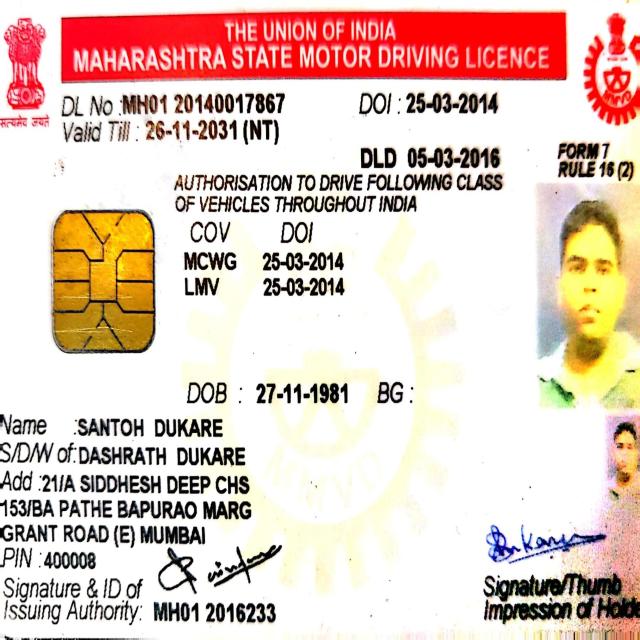 THE UNION OF INDIA
MAHARASHTRA STATE MOTOR DRIVING LICENCE
सत्यमेव जयते
DL No :MH01 20140017867 DOI : 25-03-2014
Valid Till : 26-11-2031 (NT)
DLD 05-03-2016
FORM 7
RULE 16 (2)
AUTHORISATION TO DRIVE FOLLOWING CLASS
OF VEHICLES THROUGHOUT INDIA
COV DOI
MCWG 25-03-2014
LMV 25-03-2014
DOB : 27-11-1981 BG :
Name :SANTOH DUKARE
S/D/W of:DASHRATH DUKARE
Add :21/A SIDDHESH DEEP CHS
153/BA PATHE BAPURAO MARG
GRANT ROAD (E) MUMBAI
PIN :400008
Signature & ID of
Issuing Authority: MH01 2016233
Signature/Thumb
Impression of Hold
MMVD